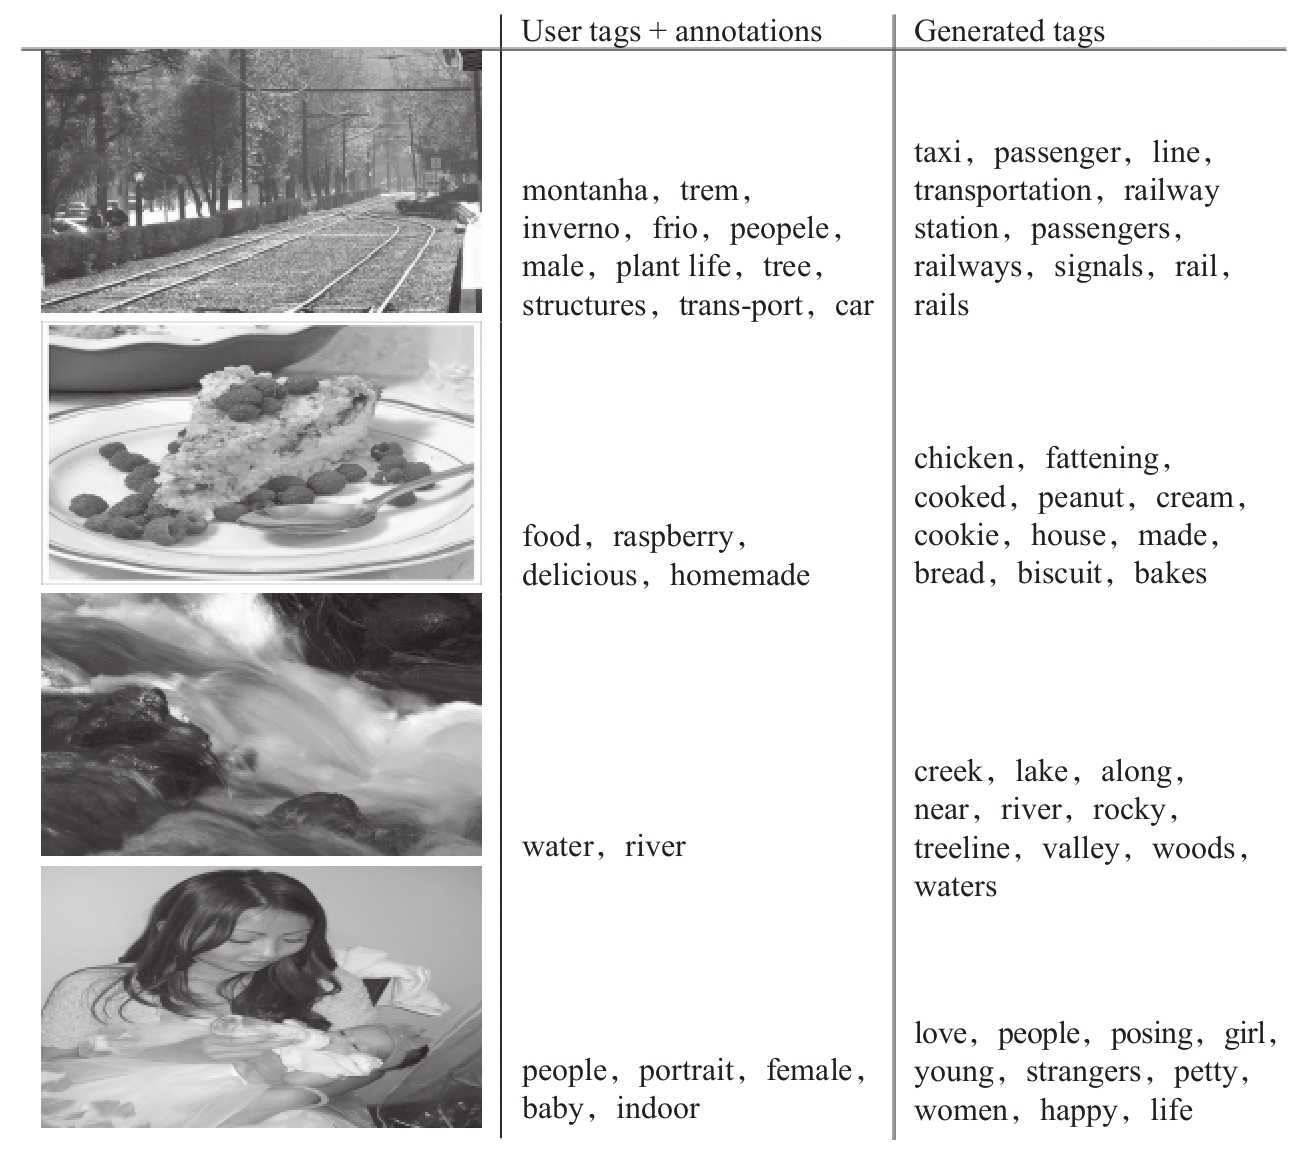 User tags + annotations
Generated tags
montanha, trem,
inverno, frio, peopele,
male, plant life, tree,
structures, trans-port, car
taxi, passenger, line,
transportation, railway
station, passengers,
railways, signals, rail,
rails
food, raspberry,
delicious, homemade
chicken, fattening,
cooked, peanut, cream,
cookie, house, made,
bread, biscuit, bakes
water, river
creek, lake, along,
near, river, rocky,
treeline, valley, woods,
waters
people, portrait, female,
baby, indoor
love, people, posing, girl,
young, strangers, petty,
women, happy, life